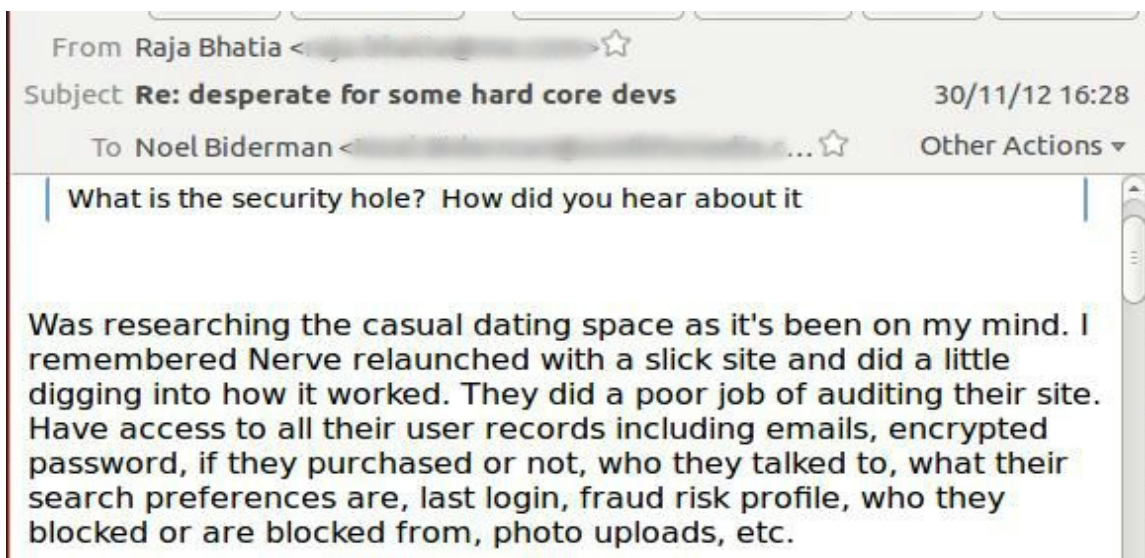 From Raja Bhatia <
Subject Re: desperate for some hard core devs 30/11/12 16:28
To Noel Biderman < ... Other Actions
What is the security hole?  How did you hear about it
Was researching the casual dating space as it's been on my mind. I
remembered Nerve relaunched with a slick site and did a little
digging into how it worked. They did a poor job of auditing their site.
Have access to all their user records including emails, encrypted
password, if they purchased or not, who they talked to, what their
search preferences are, last login, fraud risk profile, who they
blocked or are blocked from, photo uploads, etc.